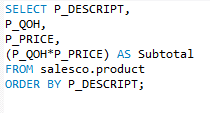 SELECT P_DESCRIPT,
P_QOH,
P_PRICE,
(P_QOH*P_PRICE) AS Subtotal
FROM salesco.product
ORDER BY P_DESCRIPT;